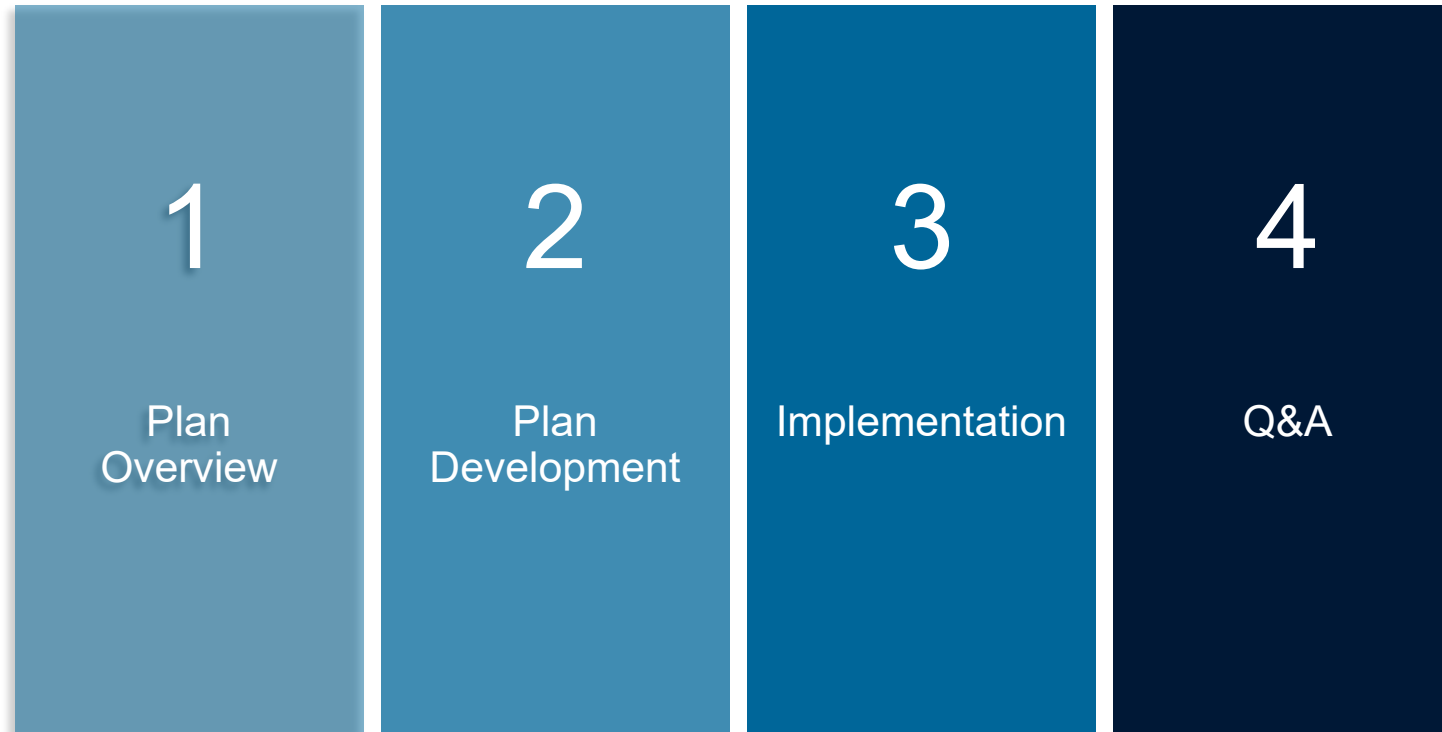 1
Plan
Overview
2
Plan
Development
3
Implementation
4
Q&A